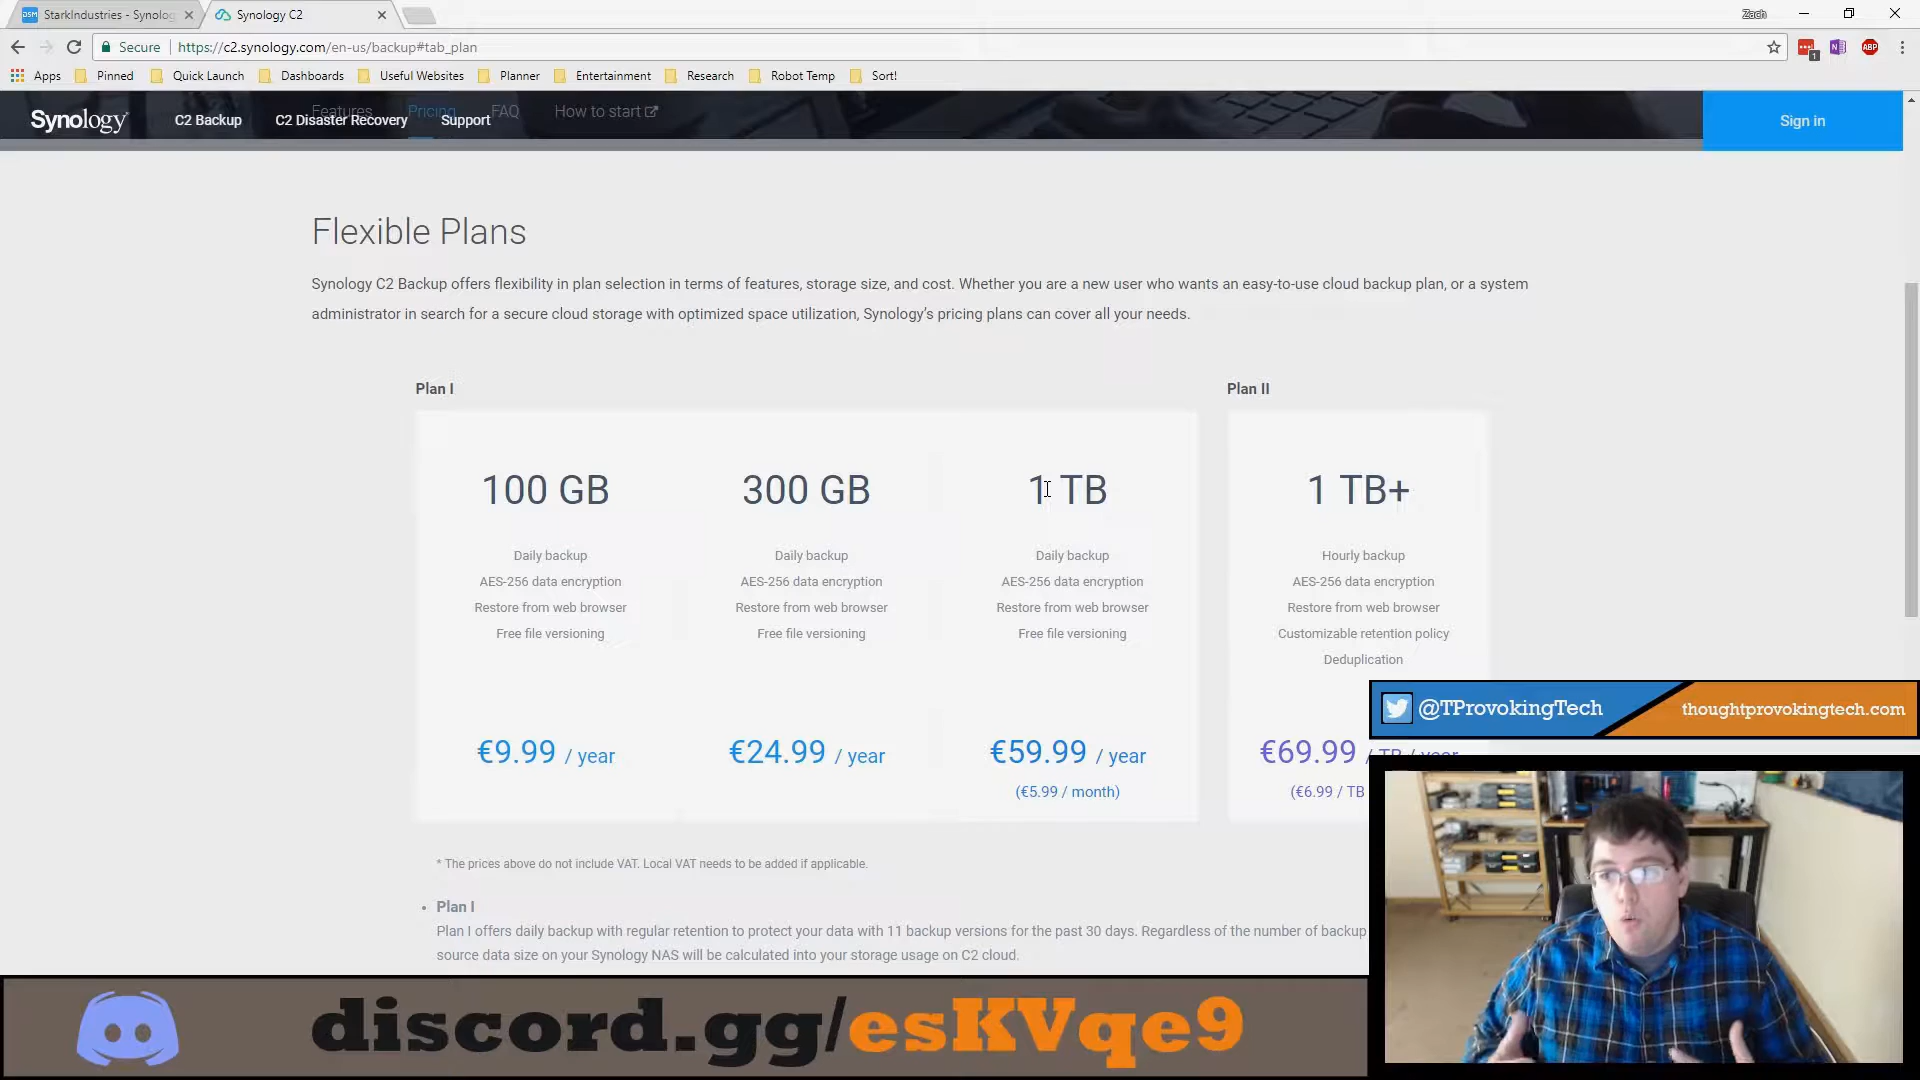 StarkIndustries - Synolog
Synology C2
Zach
Secure
https://c2.synology.com/en-us/backup#tab_plan
1
ABP
Apps
Pinned
Quick Launch
Dashboards
Useful Websites
Planner
Entertainment
Research
Robot Temp
Sort!
Features
Pricing
FAQ
How to start
Synology
C2 Backup
C2 Disaster Recovery
Support
Sign in
Flexible Plans
Synology C2 Backup offers flexibility in plan selection in terms of features, storage size, and cost. Whether you are a new user who wants an easy-to-use cloud backup plan, or a system
administrator in search for a secure cloud storage with optimized space utilization, Synology's pricing plans can cover all your needs.
Plan I
100 GB
Daily backup
AES-256 data encryption
Restore from web browser
Free file versioning
€9.99 / year
300 GB
Daily backup
AES-256 data encryption
Restore from web browser
Free file versioning
€24.99 / year
1 TB
Daily backup
AES-256 data encryption
Restore from web browser
Free file versioning
€59.99 / year
(€5.99 / month)
Plan II
1 TB+
Hourly backup
AES-256 data encryption
Restore from web browser
Customizable retention policy
Deduplication
€69.99 / TB / year
(€6.99 / TB
* The prices above do not include VAT. Local VAT needs to be added if applicable.
Plan I
Plan I offers daily backup with regular retention to protect your data with 11 backup versions for the past 30 days. Regardless of the number of backup
source data size on your Synology NAS will be calculated into your storage usage on C2 cloud.
@TProvokingTech
thoughtprovokingtech.com
discord.gg/esKVqe9